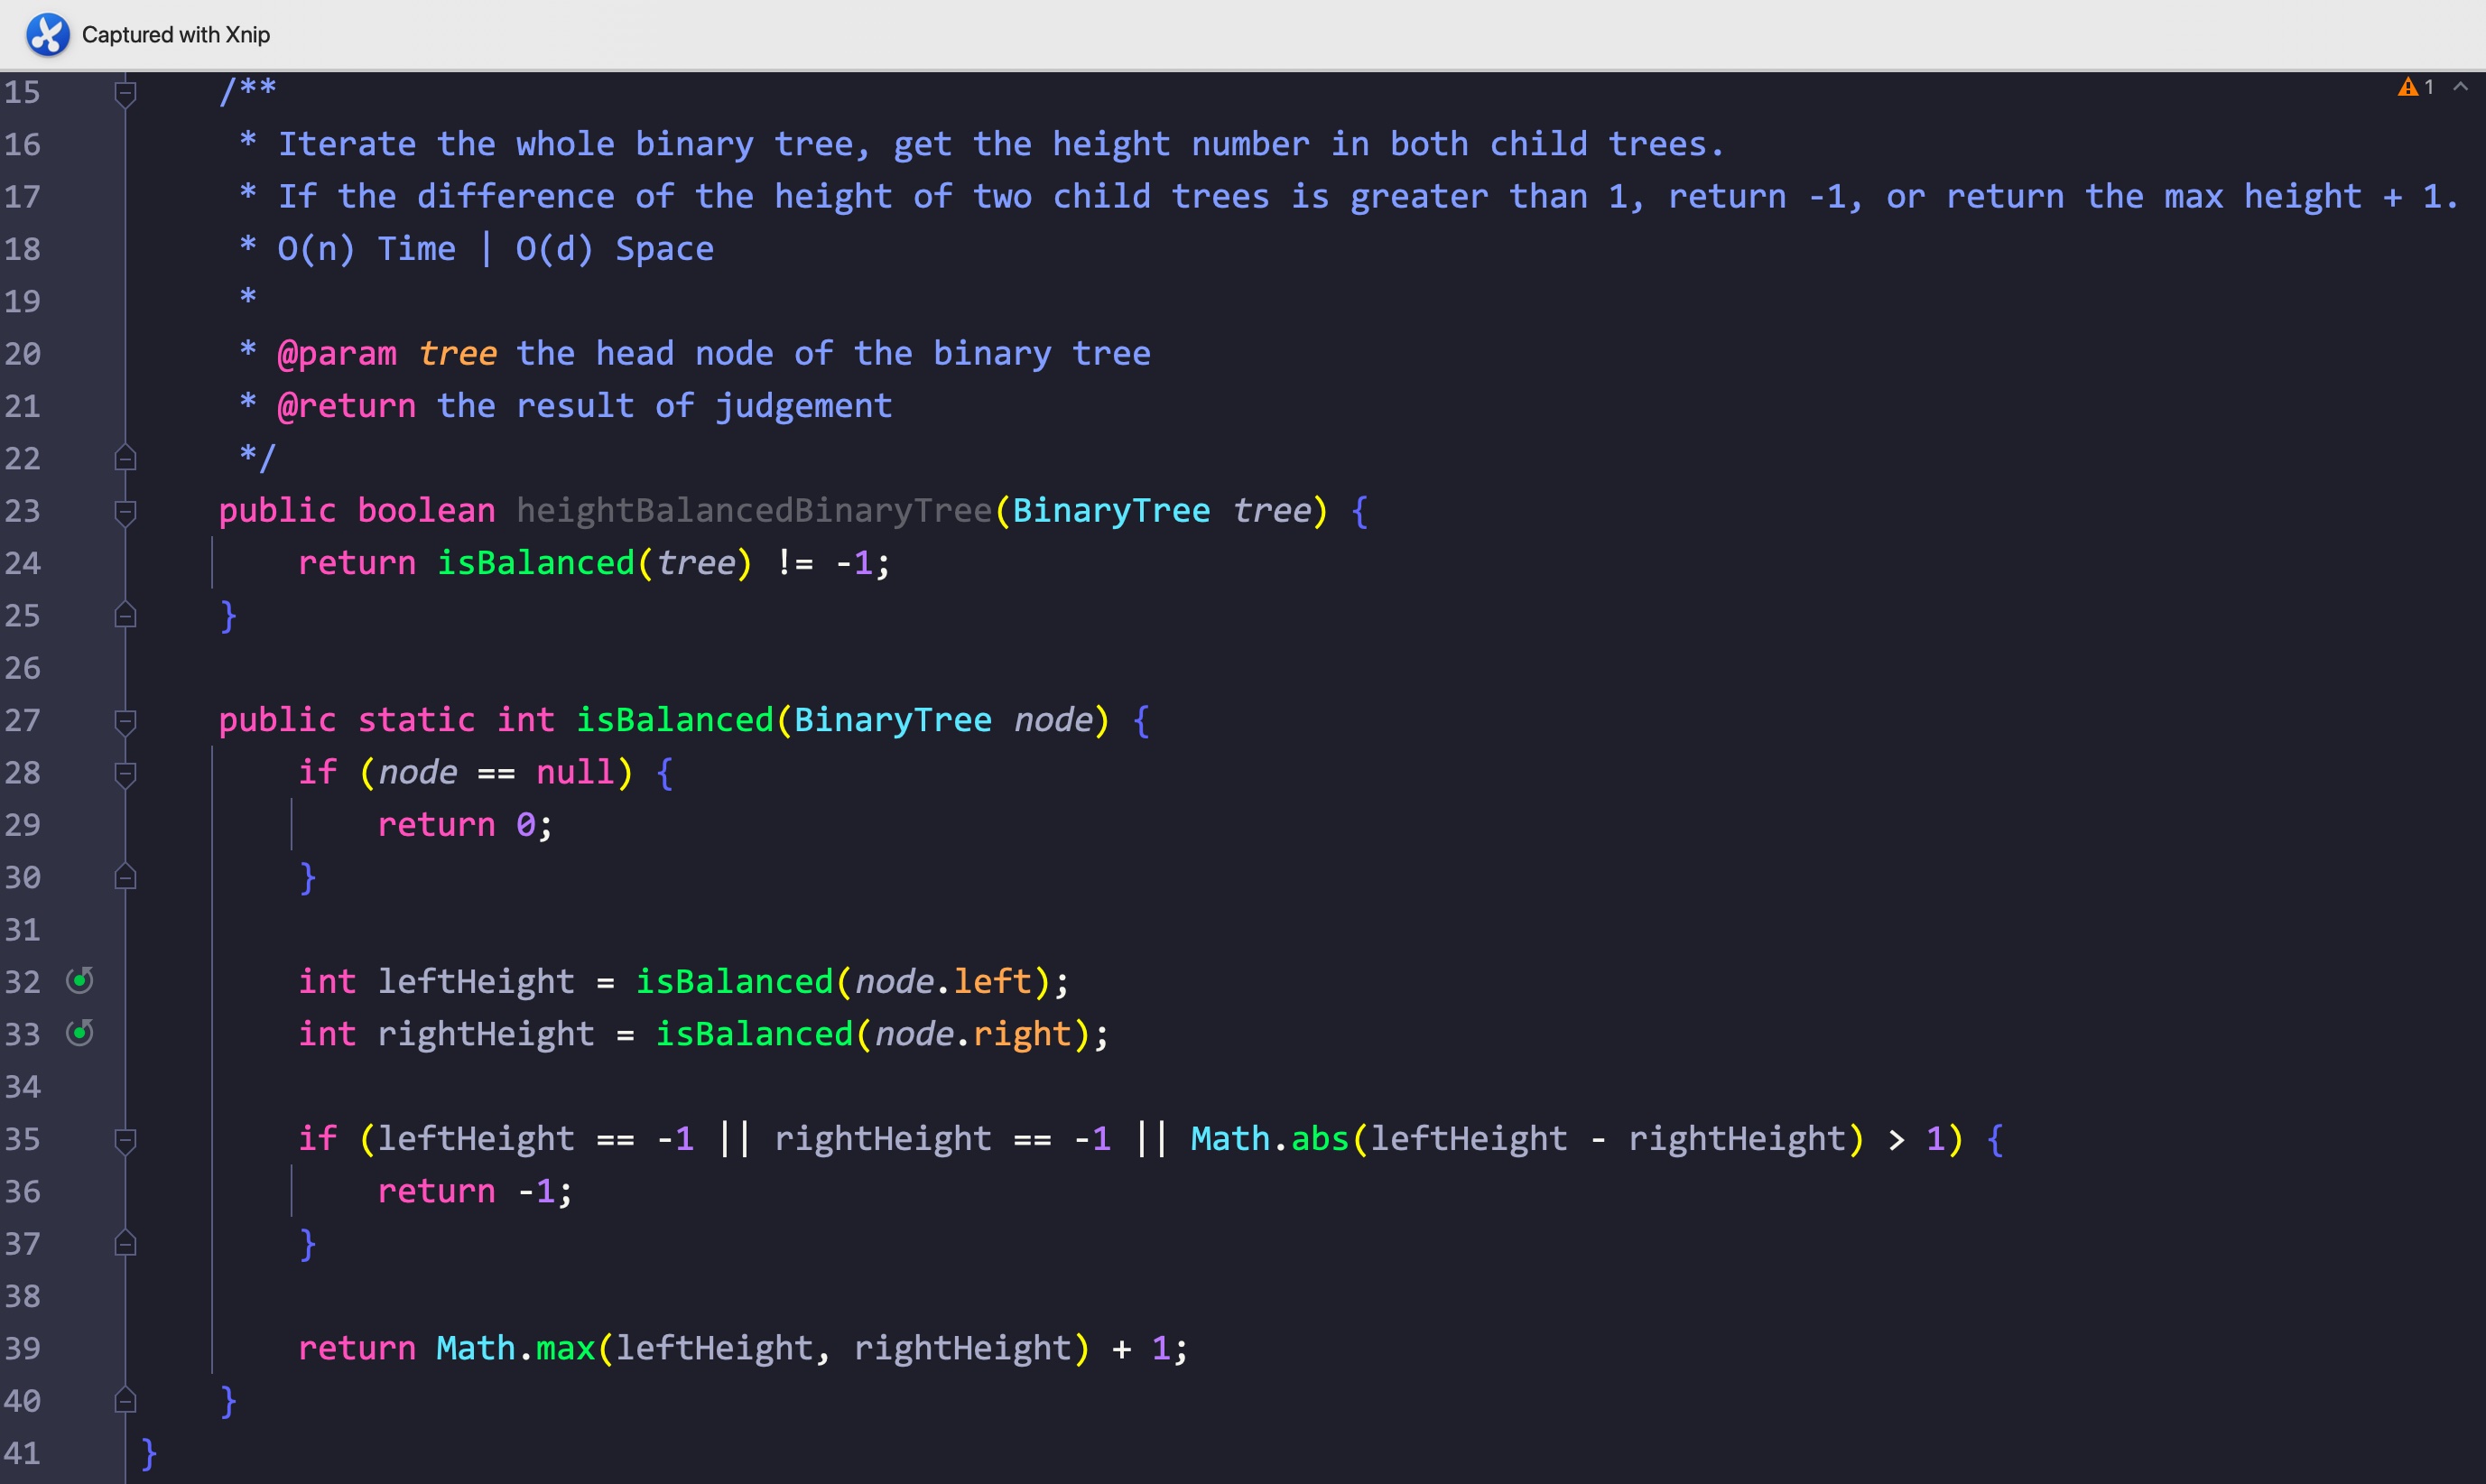 Captured with Xnip
1
15 /**
16 * Iterate the whole binary tree, get the height number in both child trees.
17 * If the difference of the height of two child trees is greater than 1, return -1, or return the max height + 1.
18 * O(n) Time | O(d) Space
19 *
20 * @param tree the head node of the binary tree
21 * @return the result of judgement
22 */
23 public boolean heightBalancedBinaryTree(BinaryTree tree) {
24 return isBalanced(tree) != -1;
25 }
26
27 public static int isBalanced(BinaryTree node) {
28 if (node == null) {
29 return 0;
30 }
31
32 int leftHeight = isBalanced(node.left);
33 int rightHeight = isBalanced(node.right);
34
35 if (leftHeight == -1 || rightHeight == -1 || Math.abs(leftHeight - rightHeight) > 1) {
36 return -1;
37 }
38
39 return Math.max(leftHeight, rightHeight) + 1;
40 }
41 }